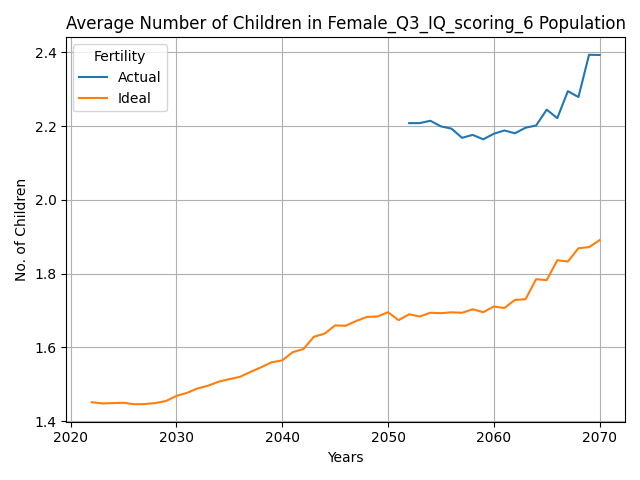 Average Number of Children in Female_Q3_IQ_scoring_6 Population
Fertility
Actual
Ideal
No. of Children
2.4
2.2
2.0
1.8
1.6
1.4
2020 2030 2040 2050 2060 2070
Years